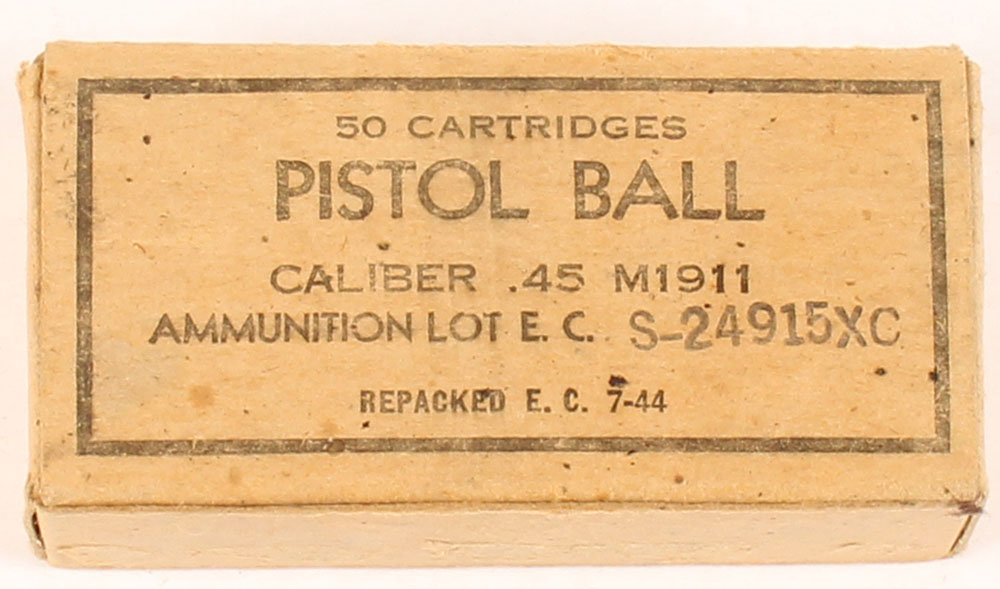 50 CARTRIDGES
PISTOL BALL
CALIBER .45 M1911
AMMUNITION LOT E. C. S-24915XC
REPACKED E. C. 7-44